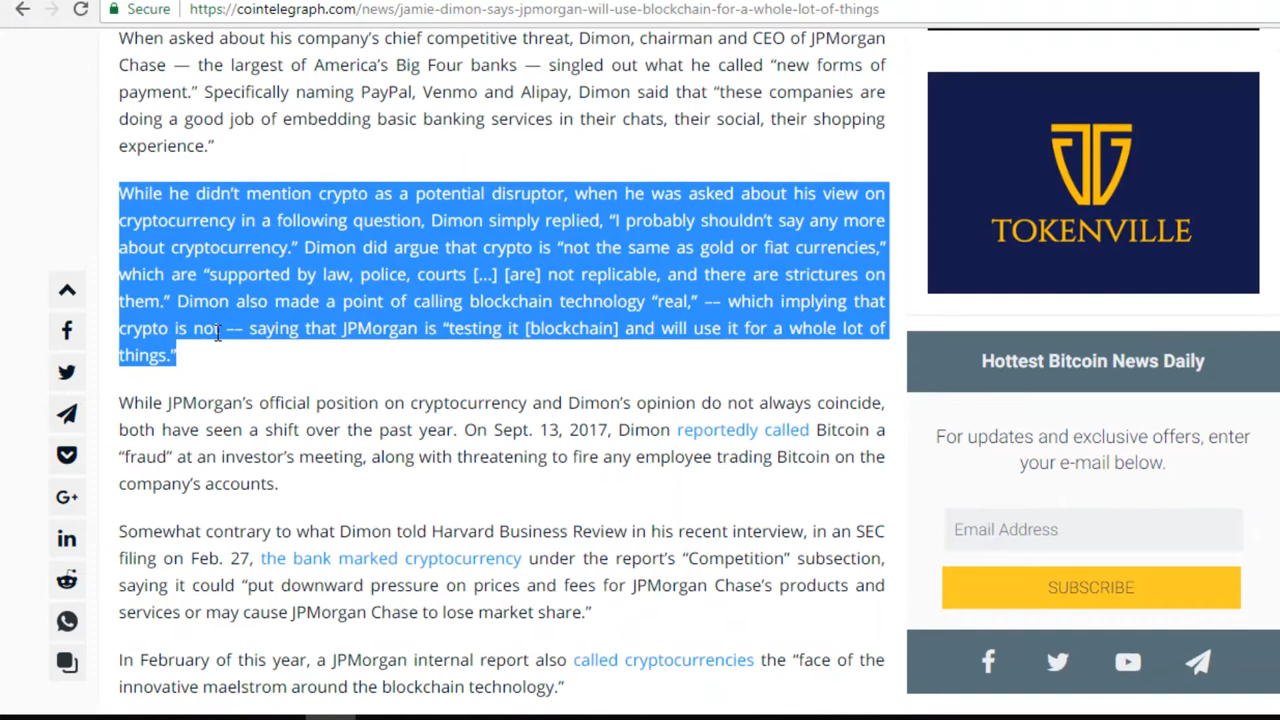 Secure
https://cointelegraph.com/news/jamie-dimon-says-jpmorgan-will-use-blockchain-for-a-whole-lot-of-things
When asked about his company’s chief competitive threat, Dimon, chairman and CEO of JPMorgan
Chase — the largest of America’s Big Four banks — singled out what he called “new forms of
payment.” Specifically naming PayPal, Venmo and Alipay, Dimon said that “these companies are
doing a good job of embedding basic banking services in their chats, their social, their shopping
experience.”
While he didn’t mention crypto as a potential disruptor, when he was asked about his view on
cryptocurrency in a following question, Dimon simply replied, “I probably shouldn’t say any more
about cryptocurrency.” Dimon did argue that crypto is “not the same as gold or fiat currencies,”
which are “supported by law, police, courts [...] [are] not replicable, and there are strictures on
them.” Dimon also made a point of calling blockchain technology “real,” –– which implying that
crypto is not –– saying that JPMorgan is “testing it [blockchain] and will use it for a whole lot of
things.”
While JPMorgan’s official position on cryptocurrency and Dimon’s opinion do not always coincide,
both have seen a shift over the past year. On Sept. 13, 2017, Dimon reportedly called Bitcoin a
“fraud” at an investor’s meeting, along with threatening to fire any employee trading Bitcoin on the
company’s accounts.
Somewhat contrary to what Dimon told Harvard Business Review in his recent interview, in an SEC
filing on Feb. 27, the bank marked cryptocurrency under the report’s “Competition” subsection,
saying it could “put downward pressure on prices and fees for JPMorgan Chase’s products and
services or may cause JPMorgan Chase to lose market share.”
In February of this year, a JPMorgan internal report also called cryptocurrencies the “face of the
innovative maelstrom around the blockchain technology.”
TOKENVILLE
Hottest Bitcoin News Daily
For updates and exclusive offers, enter
your e-mail below.
Email Address
SUBSCRIBE